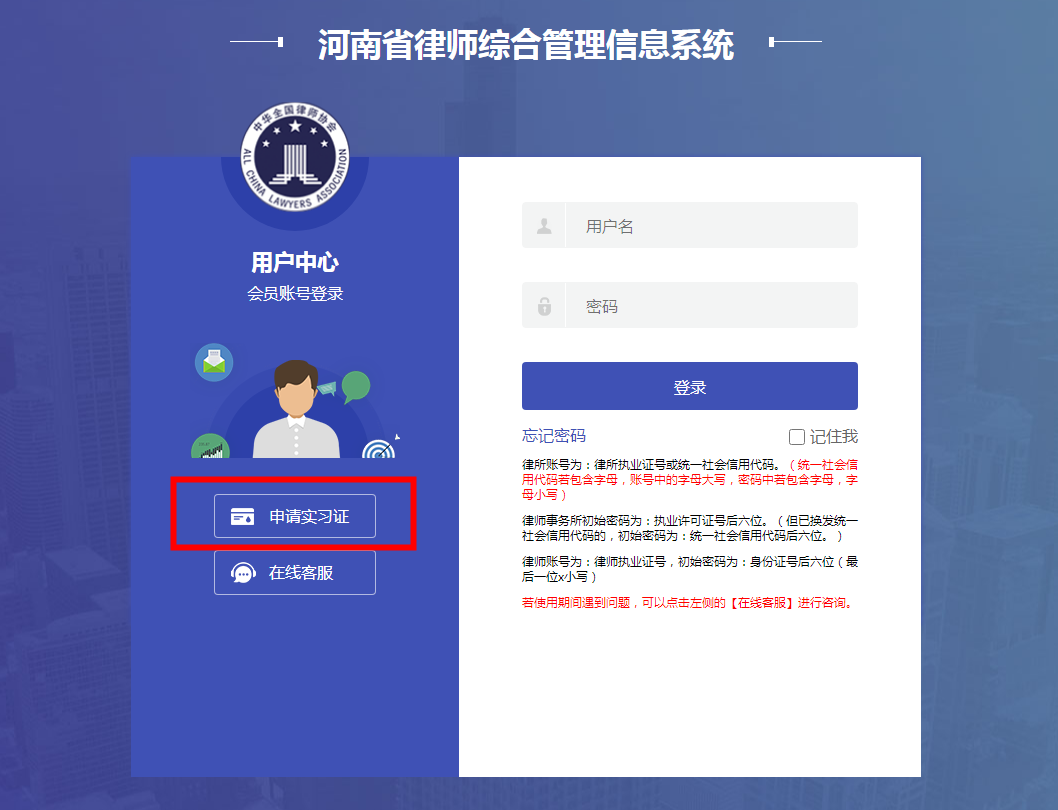 河南省律师综合管理信息系统
中华全国律师协会
ALL CHINA LAWYERS ASSOCIATION
用户中心
会员账号登录
申请实习证
在线客服
用户名
密码
登录
忘记密码
记住我
律所账号为：律所执业证号或统一社会信用代码。（统一社会信
用代码若包含字母，账号中的字母大写，密码中若包含字母，字
母小写）
律师事务所初始密码为：执业许可证号后六位。（但已换发统一
社会信用代码的，初始密码为：统一社会信用代码后六位。）
律师账号为：律师执业证号，初始密码为：身份证号后六位（最
后一位x小写）
若使用期间遇到问题，可以点击左侧的【在线客服】进行咨询。